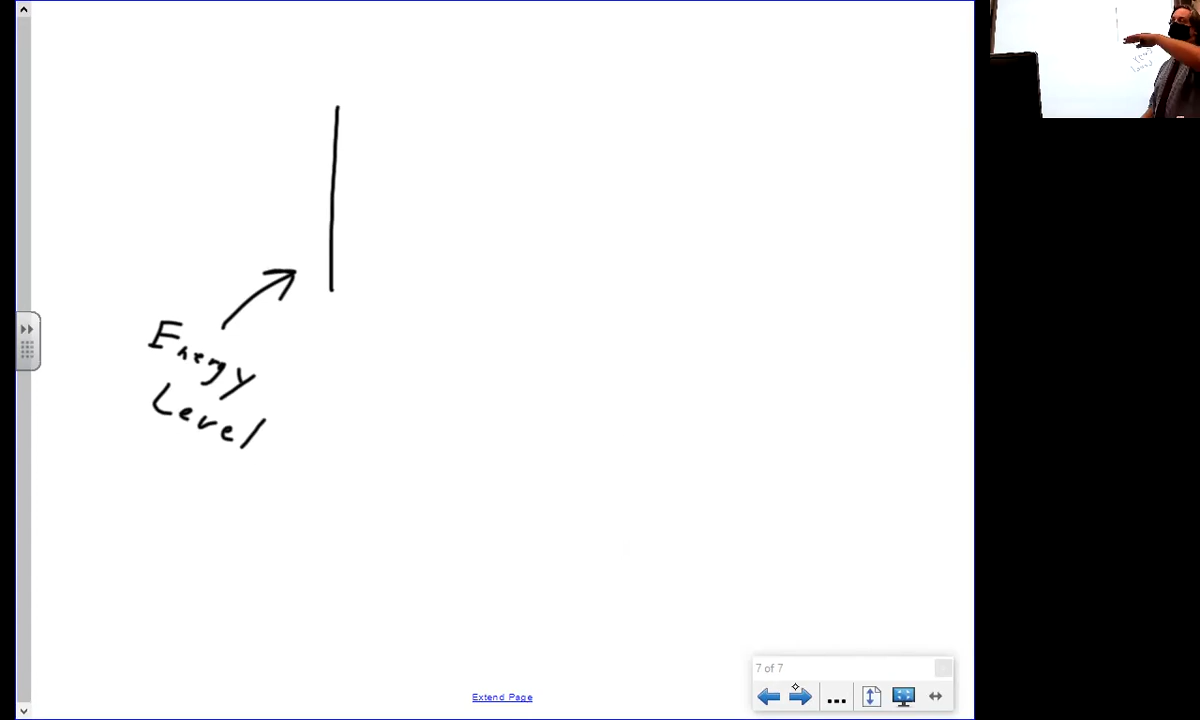 Energy
Level
7 of 7
Extend Page